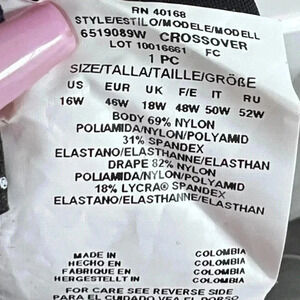 RN 40168
STYLE/ESTILO/MODELE/MODELL
6519089W CROSSOVER
LOT 10016661 FC
1 PC
SIZE/TALLA/TAILLE/GRÖßE
US EUR UK F/E IT RU
16W 46W 18W 48W 50W 52W
BODY 69% NYLON
POLIAMIDA/NYLON/POLYAMID
31% SPANDEX
ELASTANO/ELASTHANNE/ELASTHAN
DRAPE 82% NYLON
POLIAMIDA/NYLON/POLYAMID
18% LYCRA® SPANDEX
ELASTANO/ELASTHANNE/ELASTHAN
MADE IN COLOMBIA
HECHO EN COLOMBIA
FABRIQUE EN COLOMBIA
HERGESTELLT IN COLOMBIA
FOR CARE SEE REVERSE SIDE
PARA EL CUIDADO VEA EL DORSO